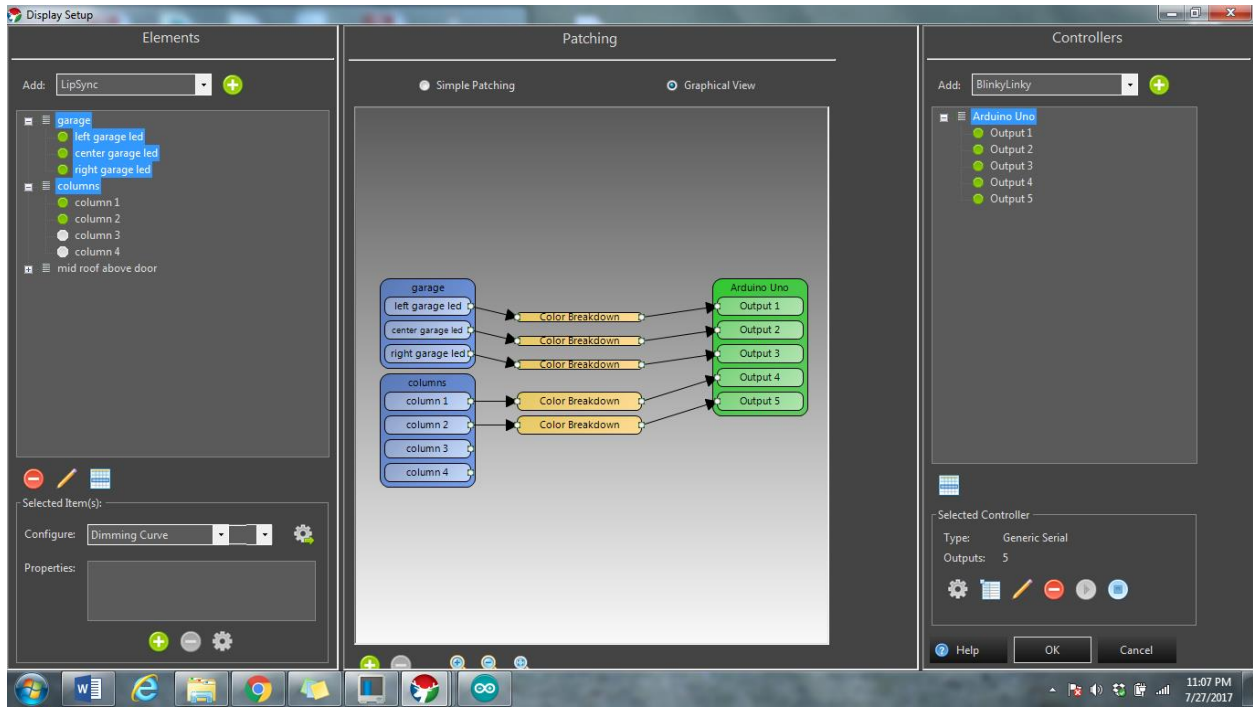 Display Setup
Elements
Add: LipSync
garage
left garage led
center garage led
right garage led
columns
column 1
column 2
column 3
column 4
mid roof above door
Selected Item(s):
Configure: Dimming Curve
Properties:
Patching
Simple Patching
Graphical View
garage
left garage led
center garage led
right garage led
columns
column 1
column 2
column 3
column 4
Color Breakdown
Color Breakdown
Color Breakdown
Color Breakdown
Color Breakdown
Arduino Uno
Output 1
Output 2
Output 3
Output 4
Output 5
Controllers
Add: BlinkyLinky
Arduino Uno
Output 1
Output 2
Output 3
Output 4
Output 5
Selected Controller
Type: Generic Serial
Outputs: 5
Help
OK
Cancel
11:07 PM
7/27/2017